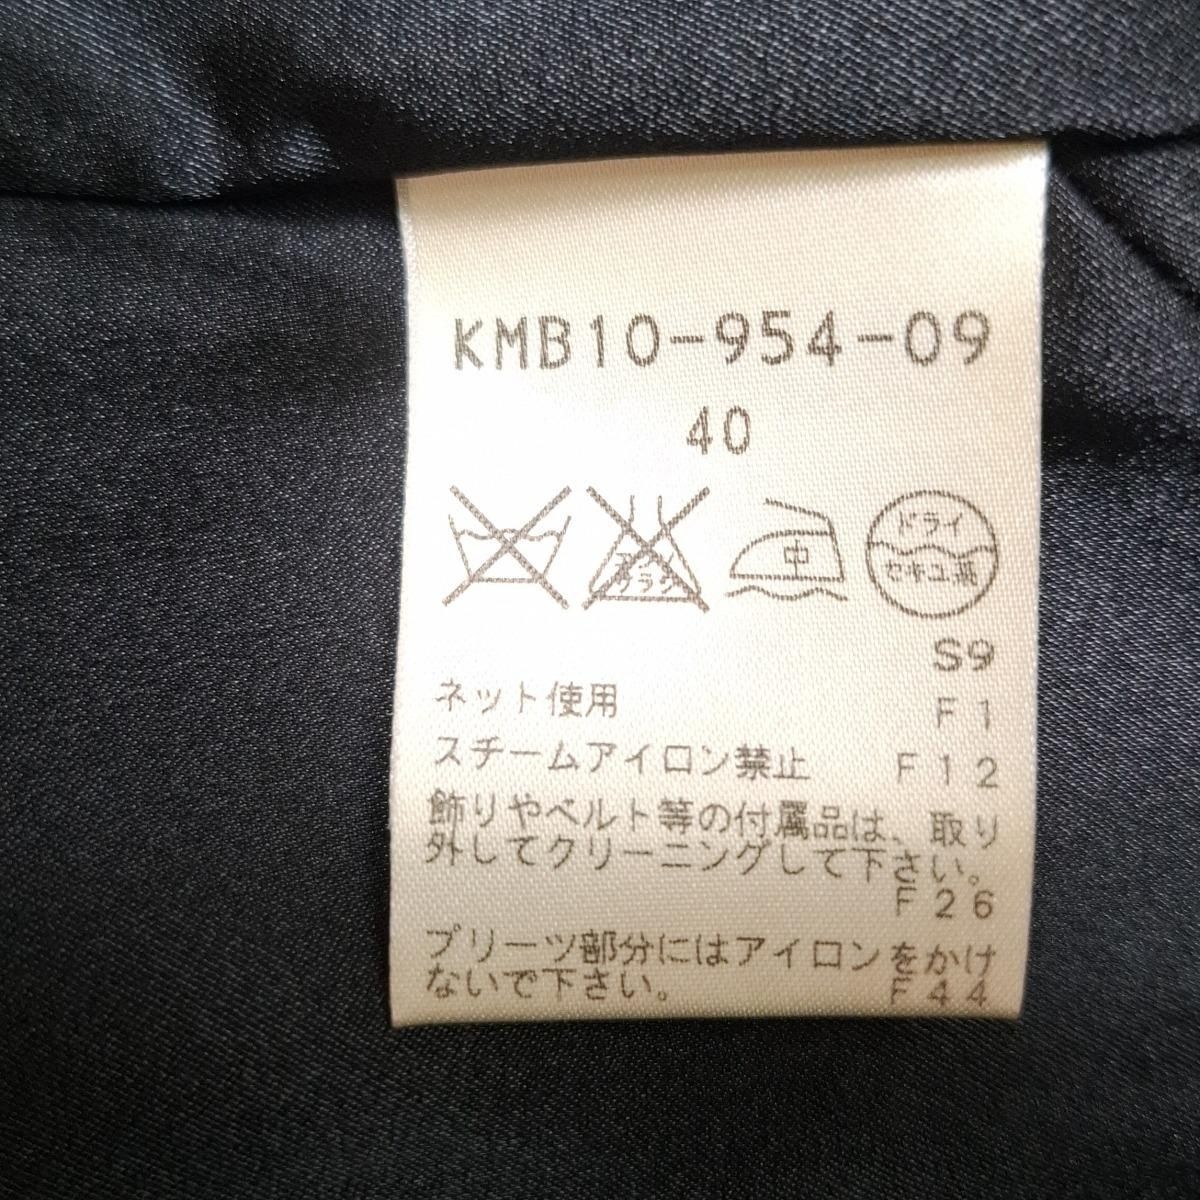 KMB10-954-09
40
中
ドライ
セキユ系
S9
ネット使用 F1
スチームアイロン禁止 F12
飾りやベルト等の付属品は、取り
外してクリーニングして下さい。
F26
プリーツ部分にはアイロンをかけ
ないで下さい。 F44